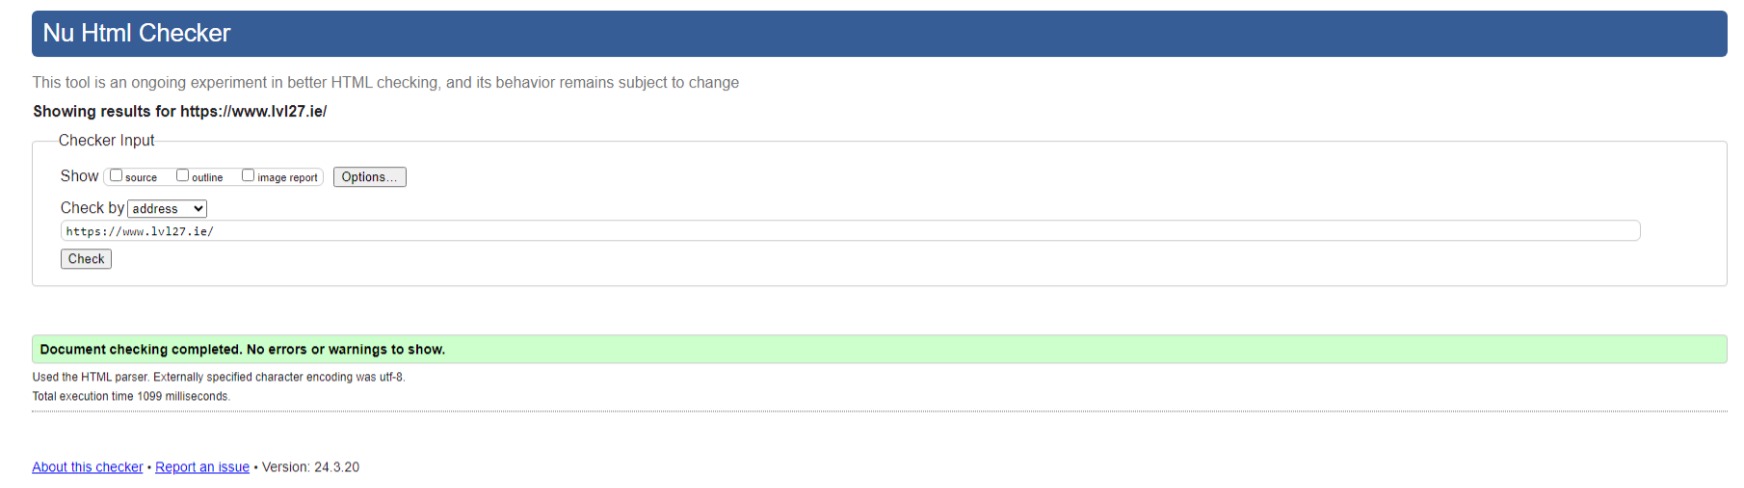 Nu Html Checker
This tool is an ongoing experiment in better HTML checking, and its behavior remains subject to change
Showing results for https://www.lvl27.ie/
Checker Input
Show source outline image report Options...
Check by address
https://www.lvl27.ie/
Check
Document checking completed. No errors or warnings to show.
Used the HTML parser. Externally specified character encoding was utf-8.
Total execution time 1099 milliseconds.
About this checker • Report an issue • Version: 24.3.20